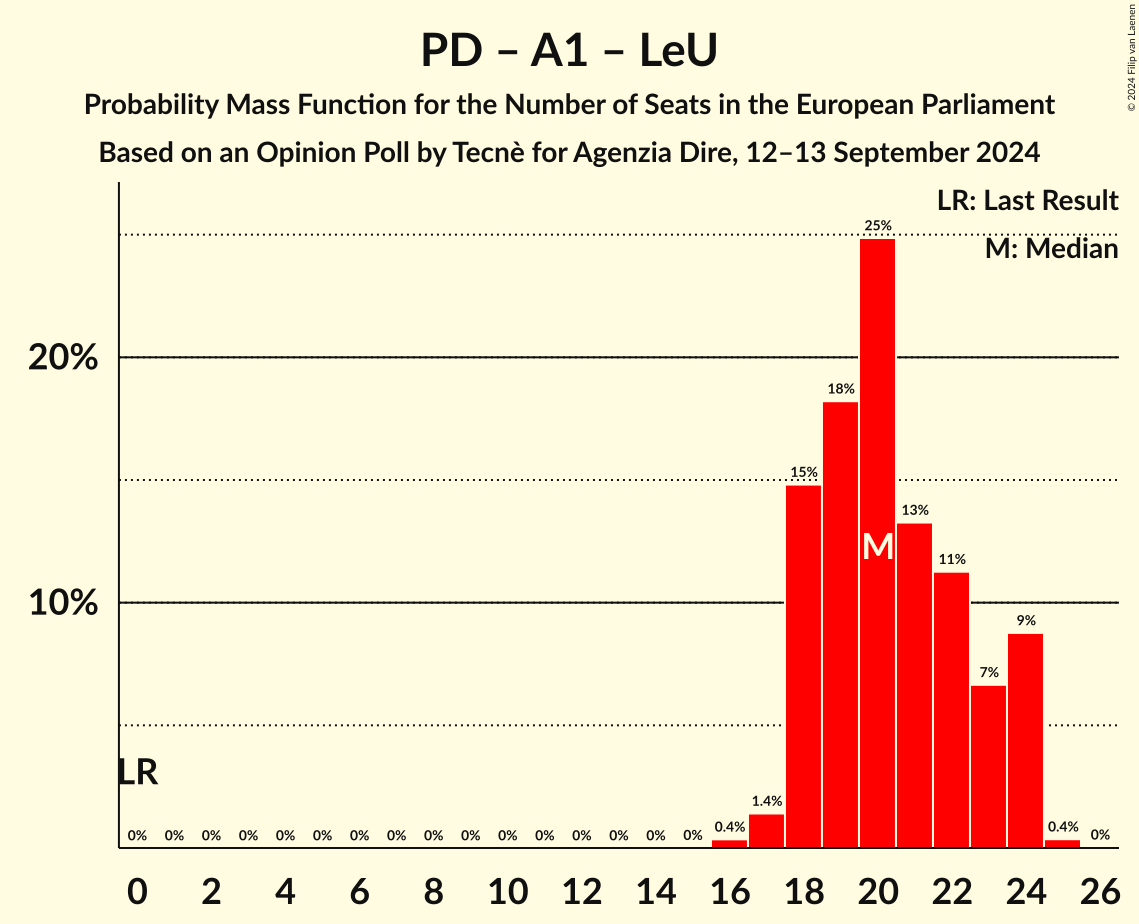 PD – A1 – LeU
Probability Mass Function for the Number of Seats in the European Parliament
Based on an Opinion Poll by Tecnè for Agenzia Dire, 12–13 September 2024
© 2024 Filip van Laenen
LR: Last Result
M: Median
25%
20%
18%
15%
13%
M
11%
10%
9%
7%
LR
0% 0% 0% 0% 0% 0% 0% 0% 0% 0% 0% 0% 0% 0% 0% 0% 0.4% 1.4% 0.4% 0%
0 2 4 6 8 10 12 14 16 18 20 22 24 26